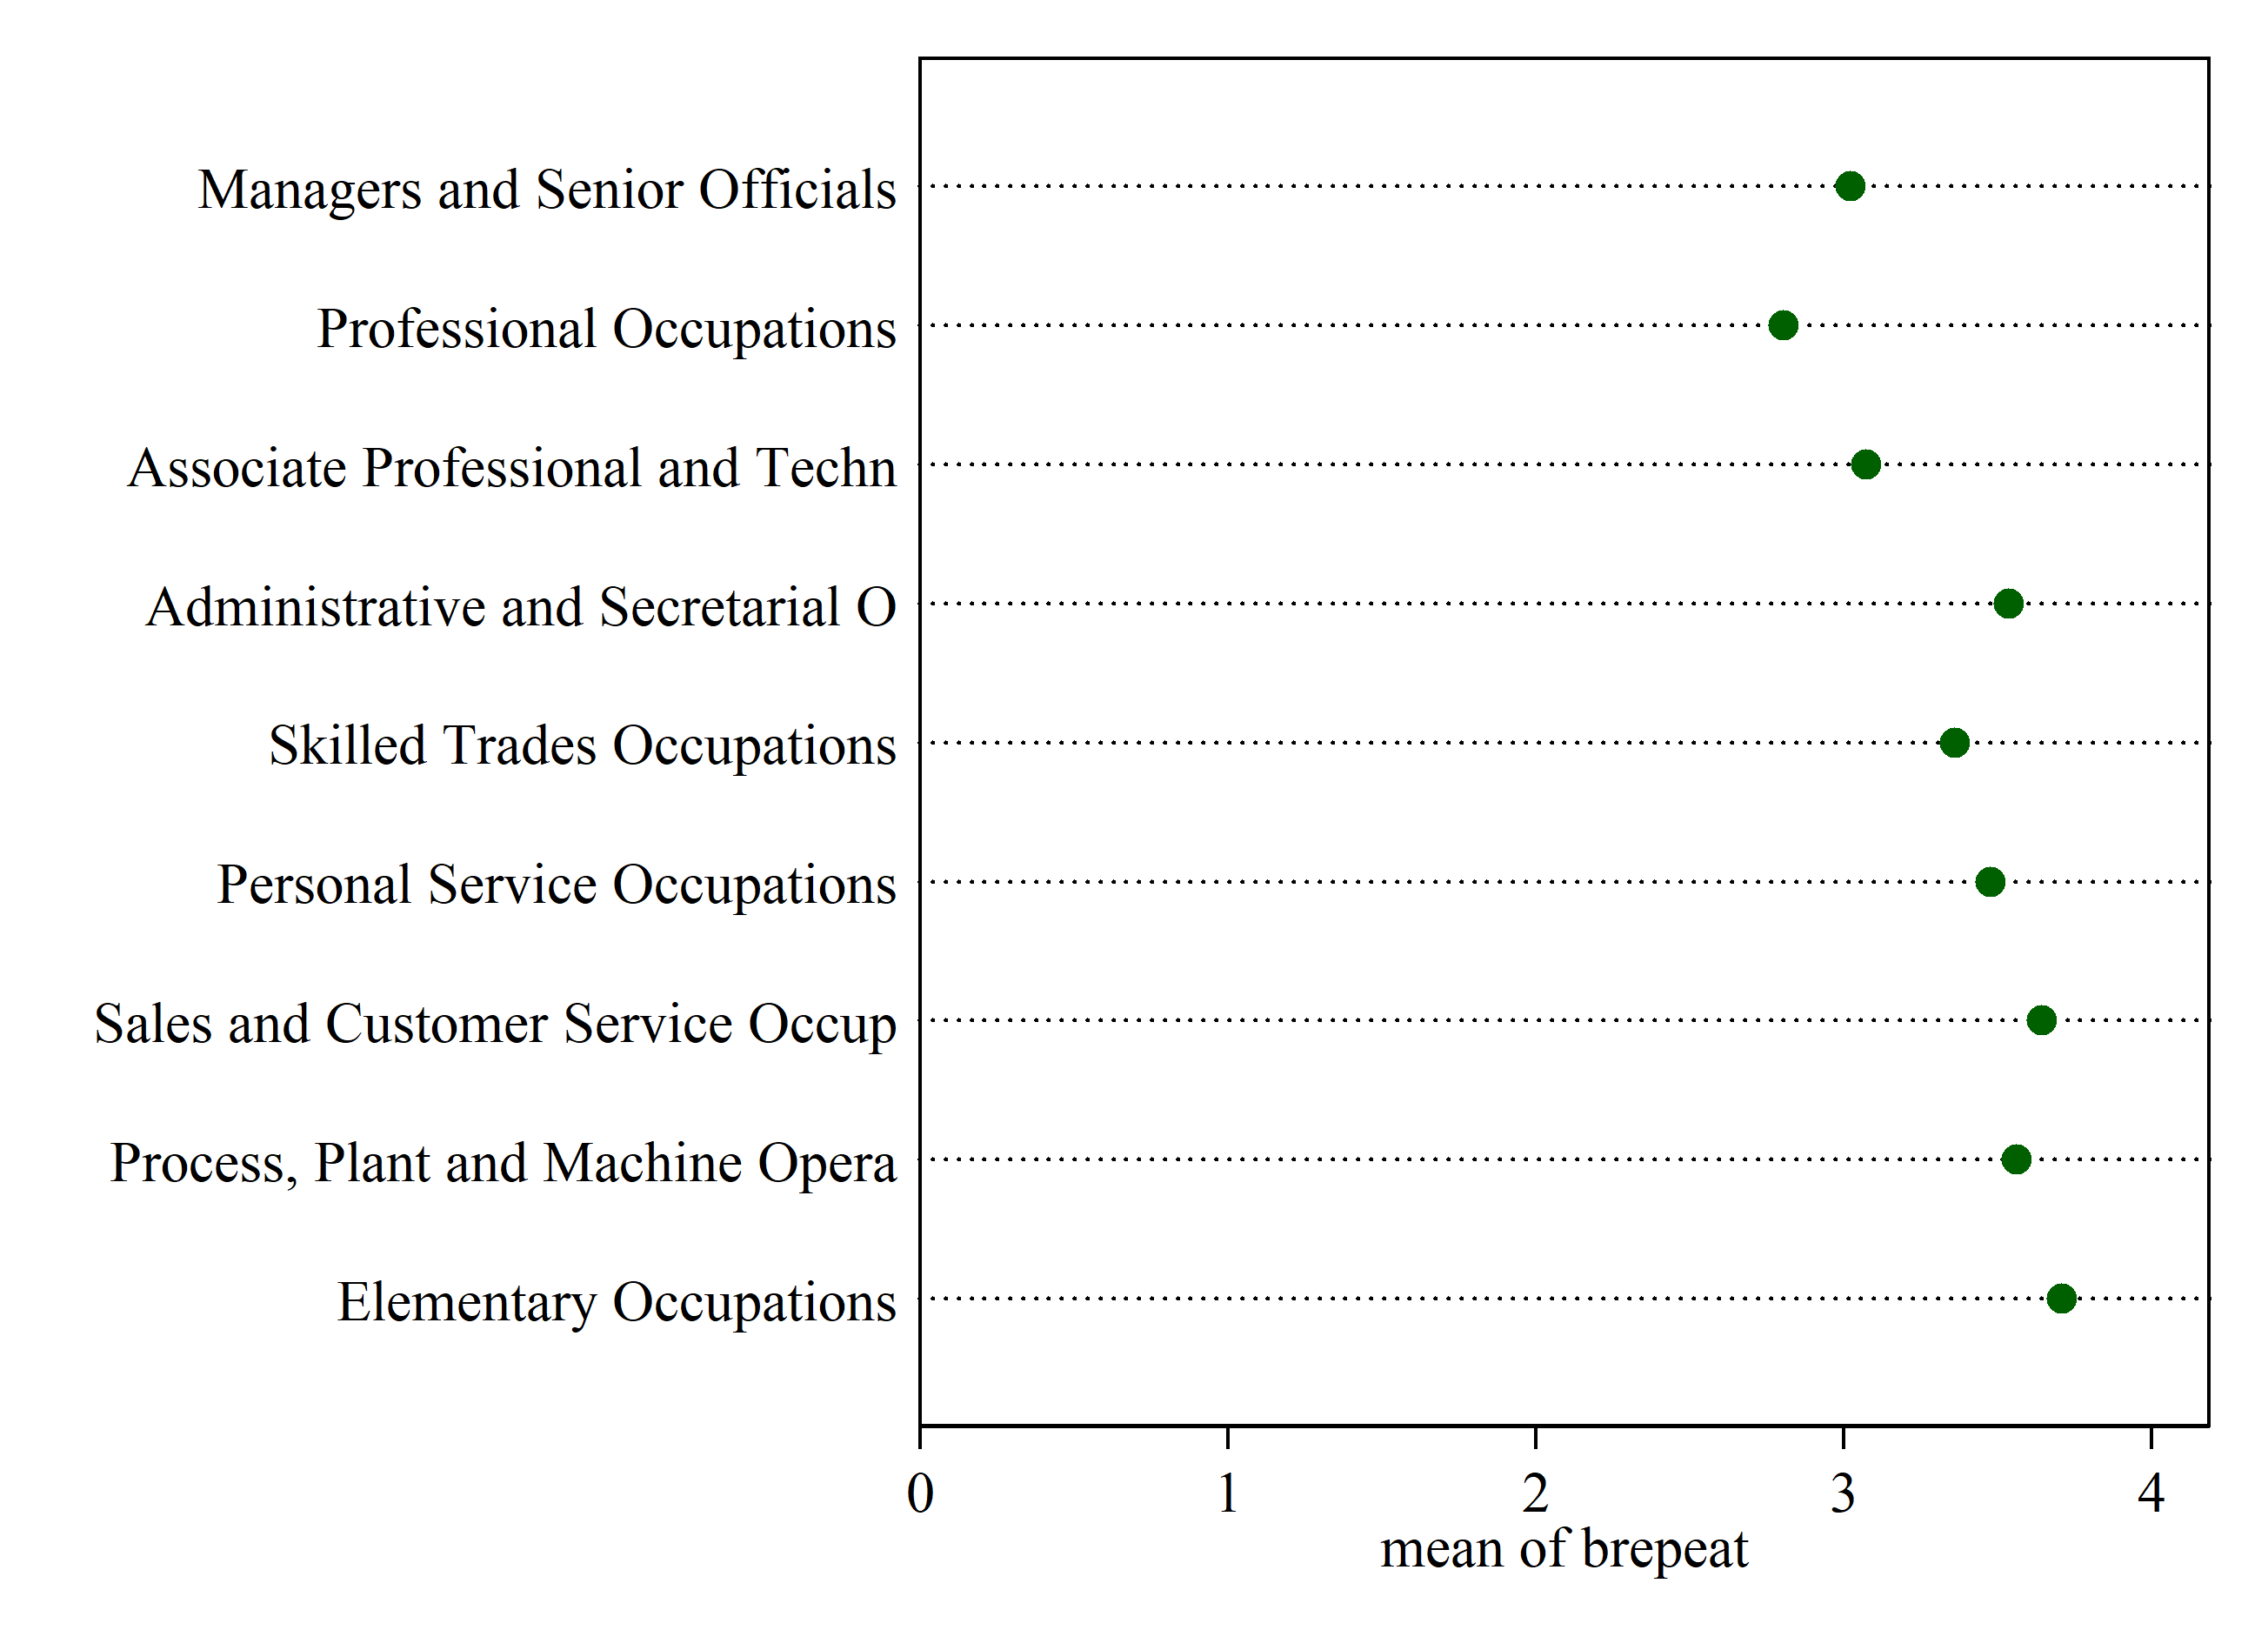 Managers and Senior Officials
Professional Occupations
Associate Professional and Techn
Administrative and Secretarial O
Skilled Trades Occupations
Personal Service Occupations
Sales and Customer Service Occup
Process, Plant and Machine Opera
Elementary Occupations
0 1 2 3 4
mean of brepeat